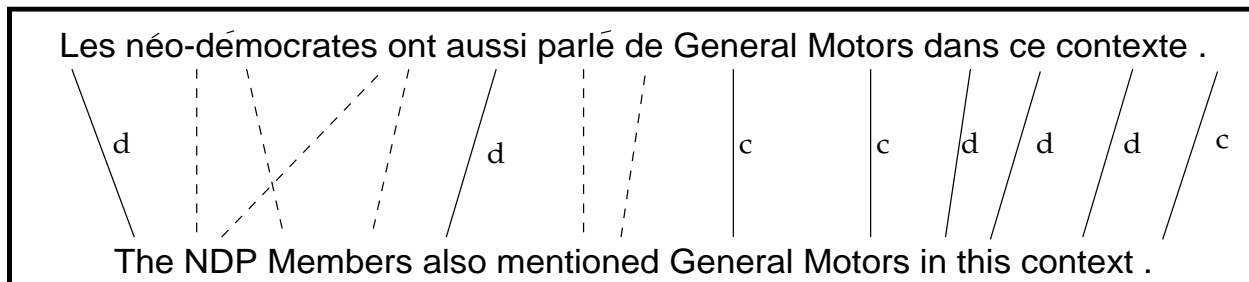 Les néo-démocrates ont aussi parlé de General Motors dans ce contexte .
d d c c d d d c
The NDP Members also mentioned General Motors in this context .